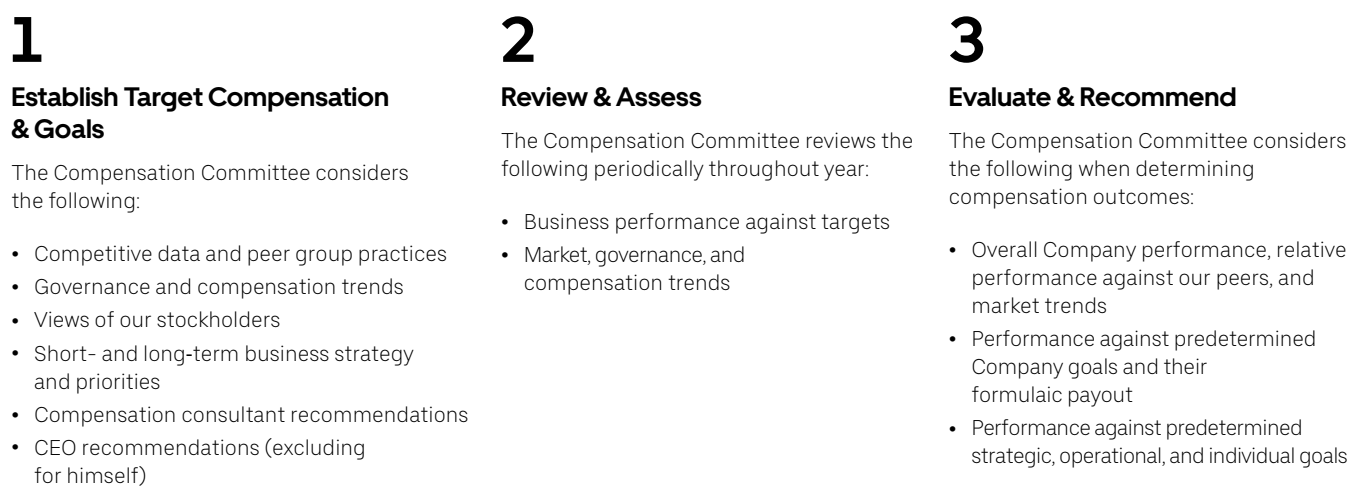 1
Establish Target Compensation
& Goals
The Compensation Committee considers
the following:
• Competitive data and peer group practices
• Governance and compensation trends
• Views of our stockholders
• Short- and long-term business strategy
and priorities
• Compensation consultant recommendations
• CEO recommendations (excluding
for himself)
2
Review & Assess
The Compensation Committee reviews the
following periodically throughout year:
• Business performance against targets
• Market, governance, and
compensation trends
3
Evaluate & Recommend
The Compensation Committee considers
the following when determining
compensation outcomes:
• Overall Company performance, relative
performance against our peers, and
market trends
• Performance against predetermined
Company goals and their
formulaic payout
• Performance against predetermined
strategic, operational, and individual goals